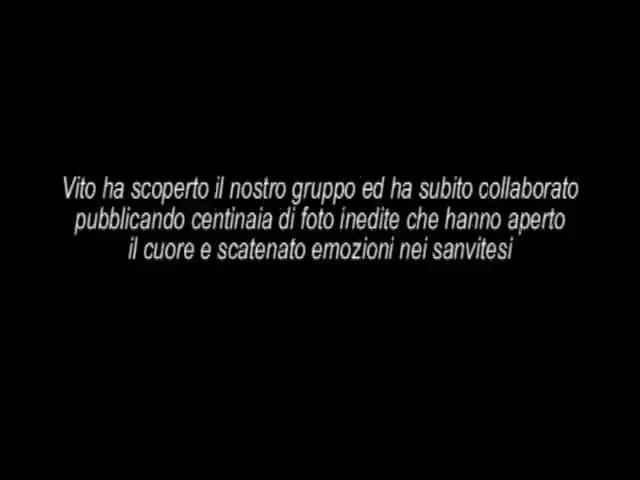 Vito ha scoperto il nostro gruppo ed ha subito collaborato
pubblicando centinaia di foto inedite che hanno aperto
il cuore e scatenato emozioni nei sanvitesi